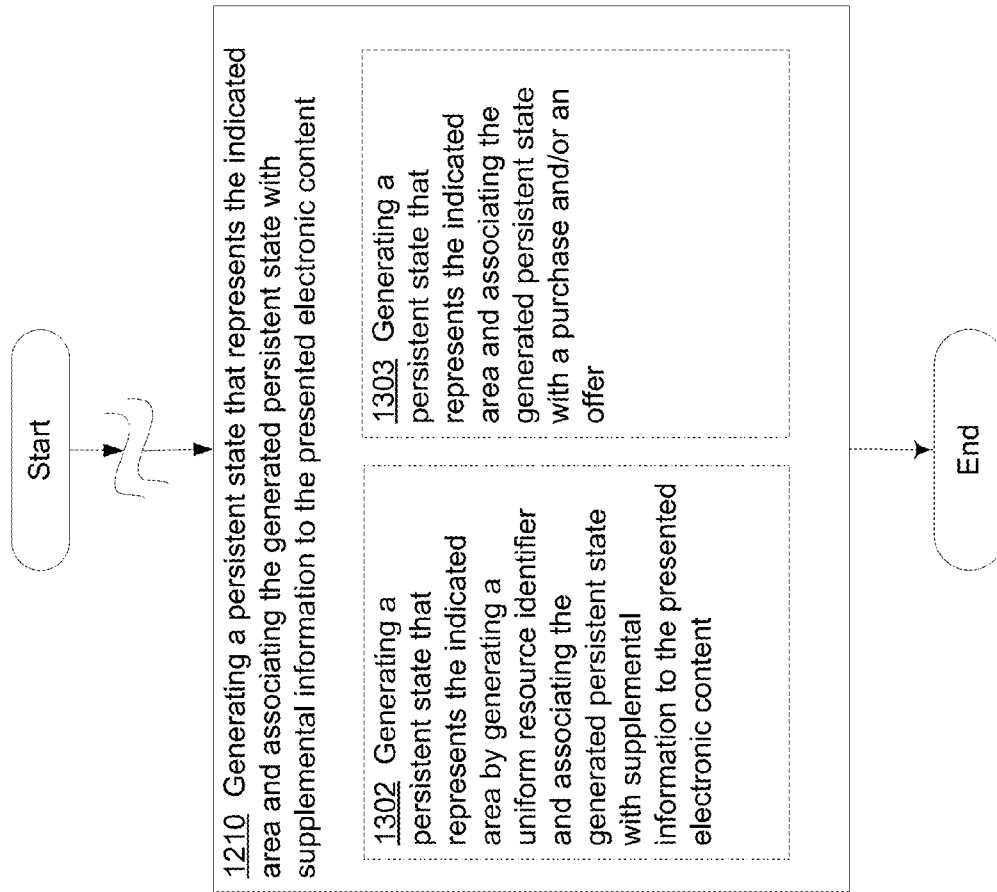 Start
1210 Generating a persistent state that represents the indicated
area and associating the generated persistent state with
supplemental information to the presented electronic content
1302 Generating a
persistent state that
represents the indicated
area by generating a
uniform resource identifier
and associating the
generated persistent state
with supplemental
information to the presented
electronic content
1303 Generating a
persistent state that
represents the indicated
area and associating the
generated persistent state
with a purchase and/or an
offer
End